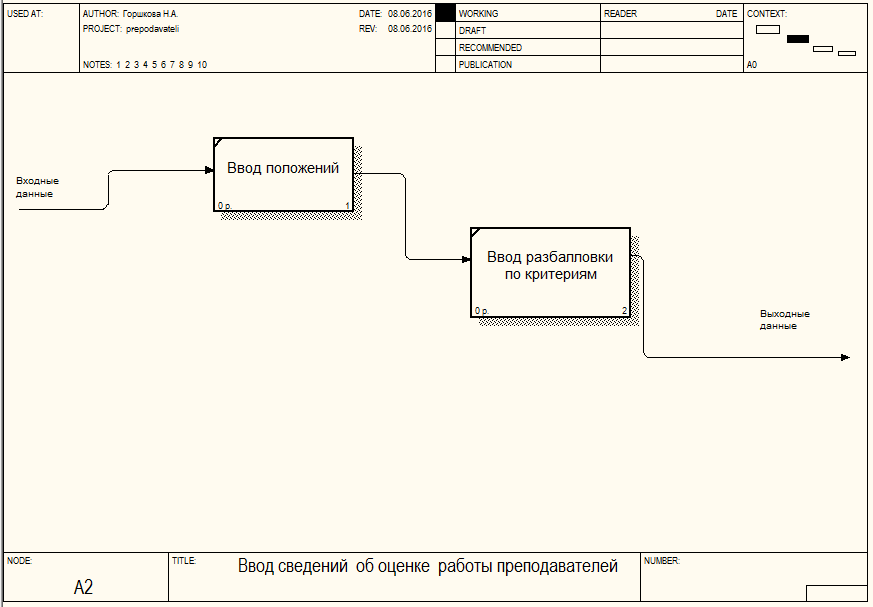 USED AT:
AUTHOR: Горшкова Н.А.
DATE: 08.06.2016
PROJECT: prepodavateli
REV: 08.06.2016
NOTES: 1 2 3 4 5 6 7 8 9 10
WORKING
DRAFT
RECOMMENDED
PUBLICATION
READER
DATE
CONTEXT:
A0
Входные
данные
Ввод положений
0 р.
1
Ввод разбалловки
по критериям
0 р.
2
Выходные
данные
NODE:
A2
TITLE:
Ввод сведений об оценке работы преподавателей
NUMBER: